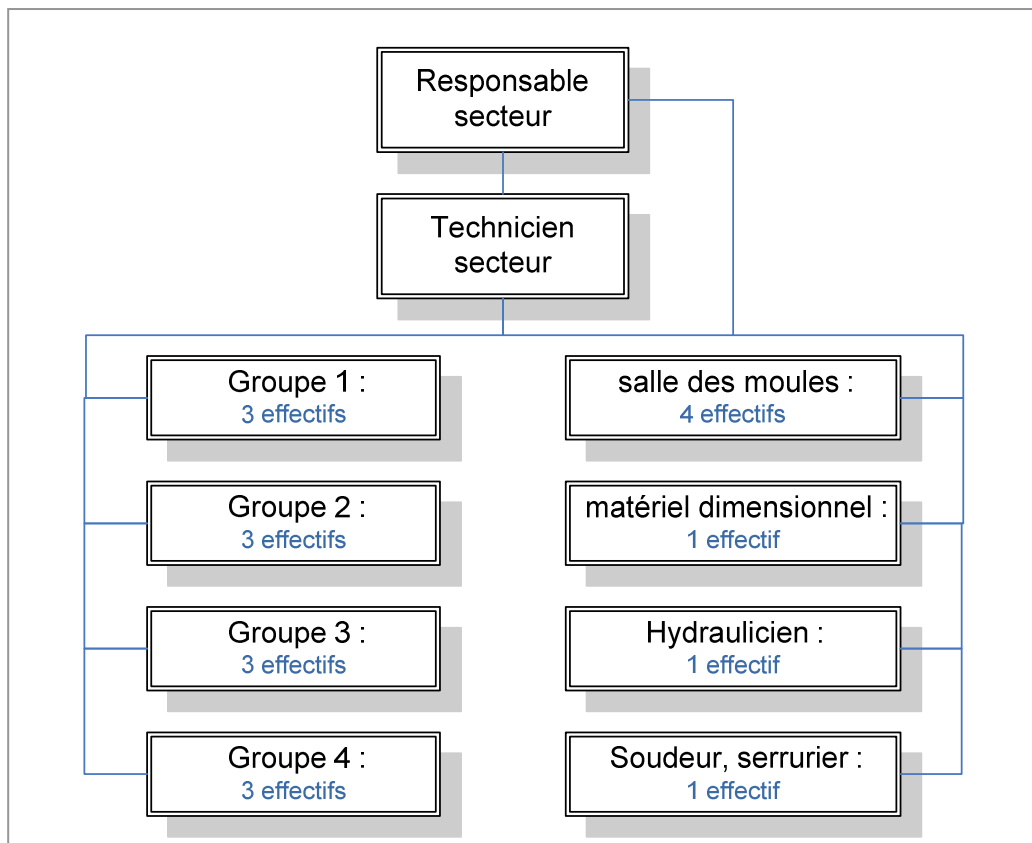 Responsable
secteur
Technicien
secteur
Groupe 1 :
3 effectifs
salle des moules :
4 effectifs
Groupe 2 :
3 effectifs
matériel dimensionnel :
1 effectif
Groupe 3 :
3 effectifs
Hydraulicien :
1 effectif
Groupe 4 :
3 effectifs
Soudeur, serrurier :
1 effectif